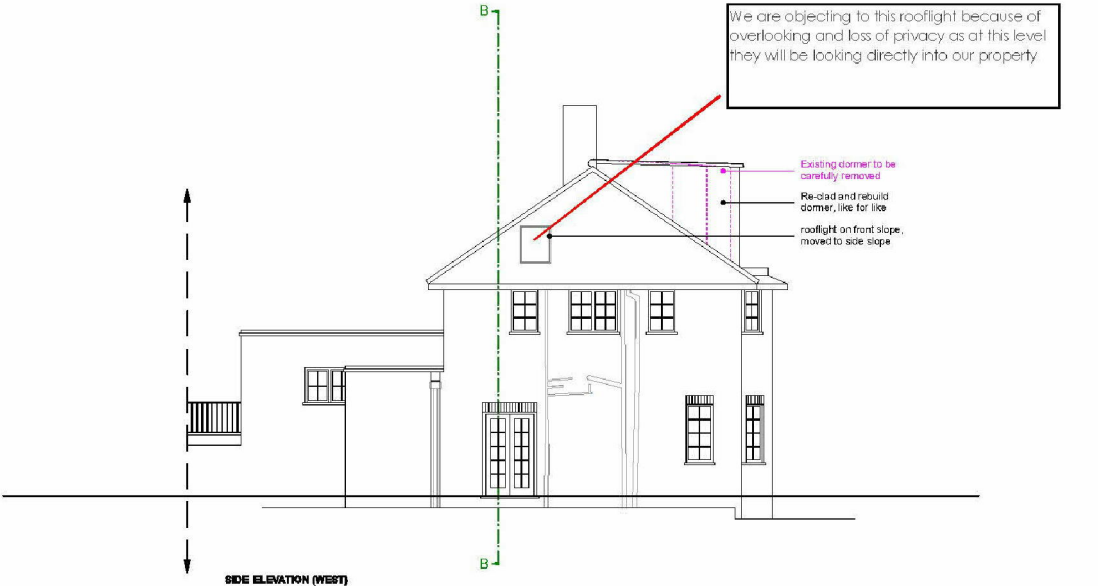 B
We are objecting to this rooflight because of
overlooking and loss of privacy as at this level
they will be looking directly into our property
Existing dormer to be
carefully removed
Re-clad and rebuild
dormer, like for like
rooflight on front slope,
moved to side slope
B
SIDE ELEVATION (WEST)